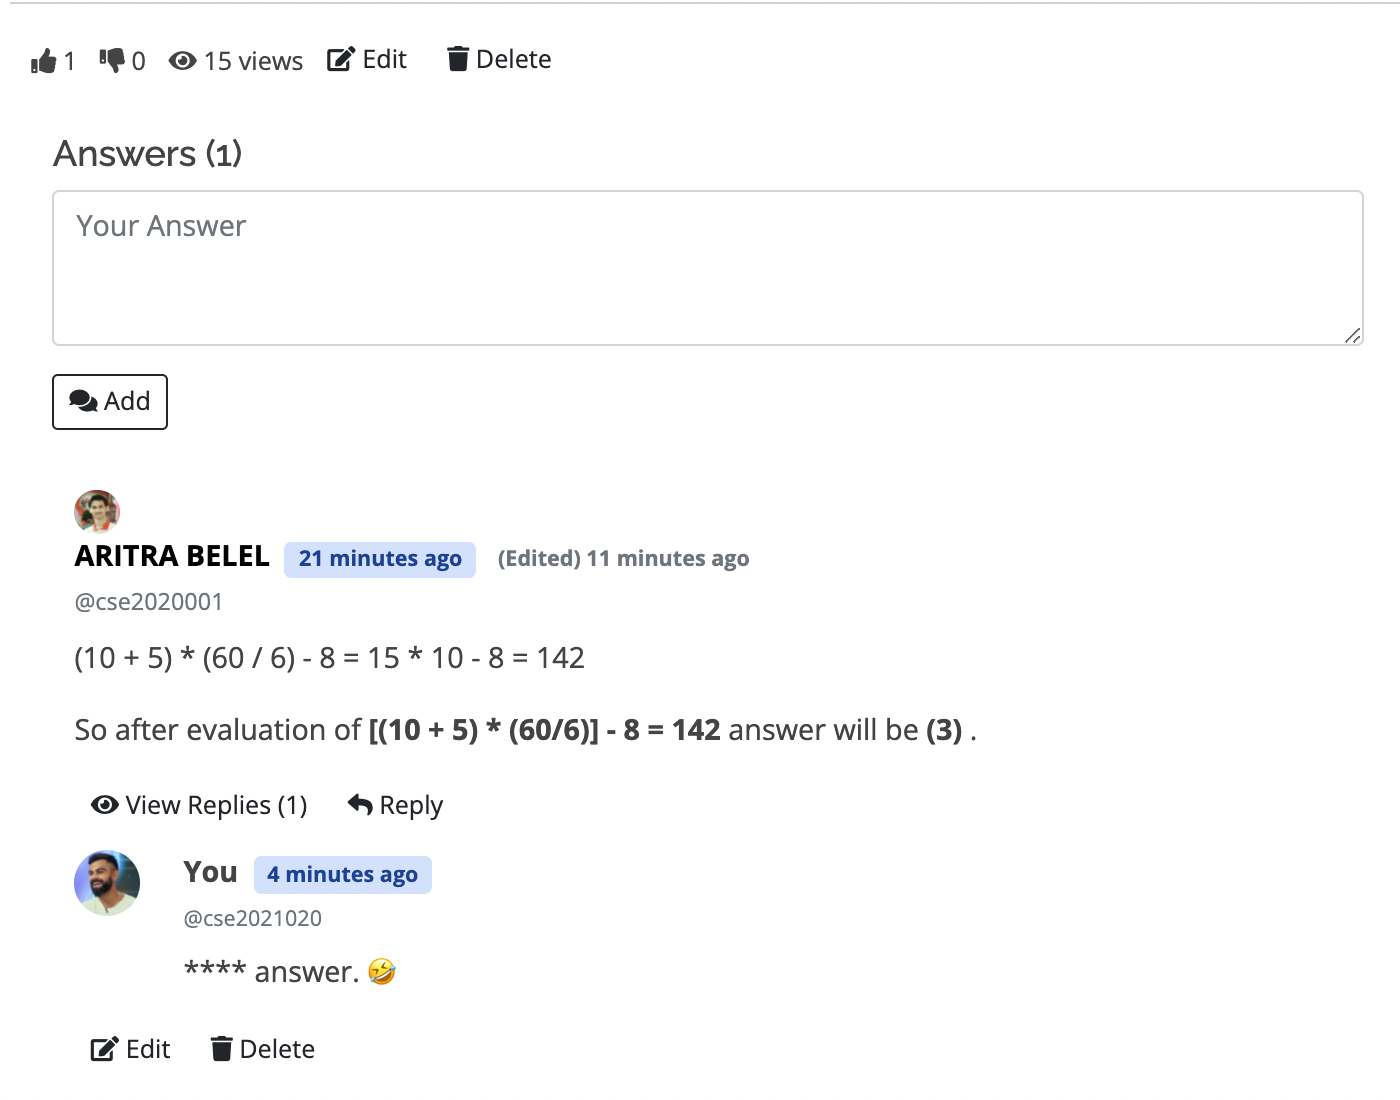 1 0 15 views Edit Delete
Answers (1)
Your Answer
Add
ARITRA BELEL 21 minutes ago (Edited) 11 minutes ago
@cse2020001
(10 + 5) * (60 / 6) - 8 = 15 * 10 - 8 = 142
So after evaluation of [(10 + 5) * (60/6)] - 8 = 142 answer will be (3) .
View Replies (1) Reply
You 4 minutes ago
@cse2021020
**** answer. 🤣
Edit Delete